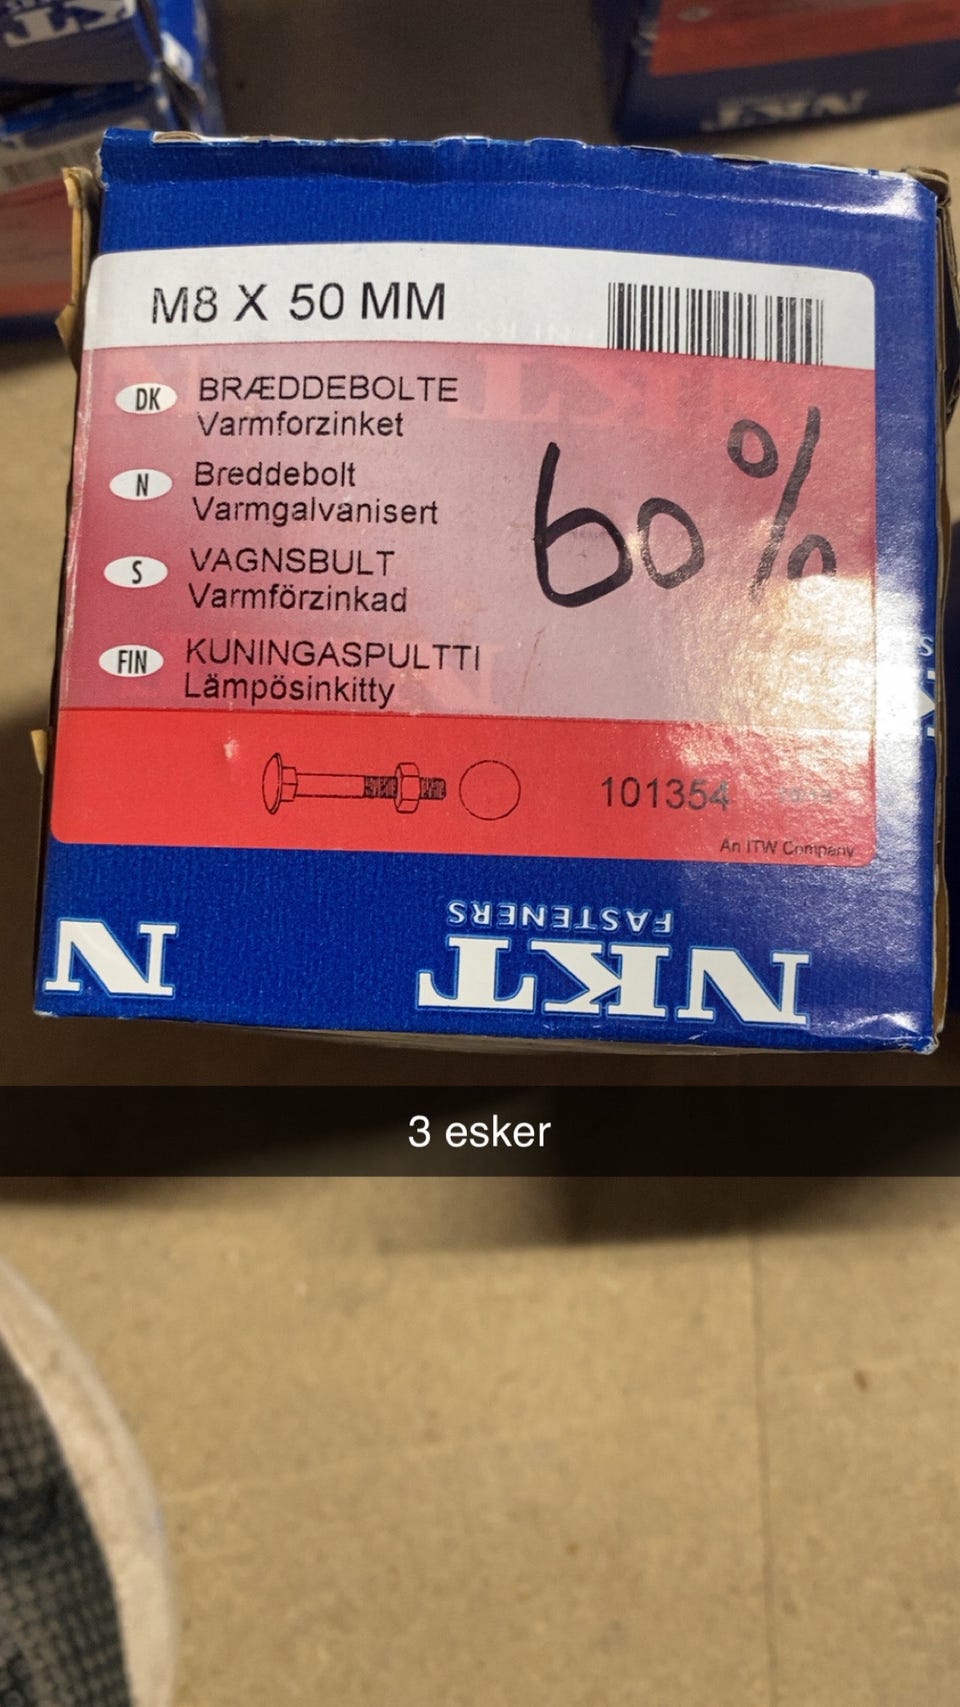 NKT
M8 X 50 MM
DK BRÆDDEBOLTE
Varmforzinket
N Breddebolt
Varmgalvanisert
S VAGNSBULT
Varmförzinkad
FIN KUNINGASPULTTI
Lämpösinkitty
60%
101354
An ITW Company
FASTENERS
N NKT
3 esker